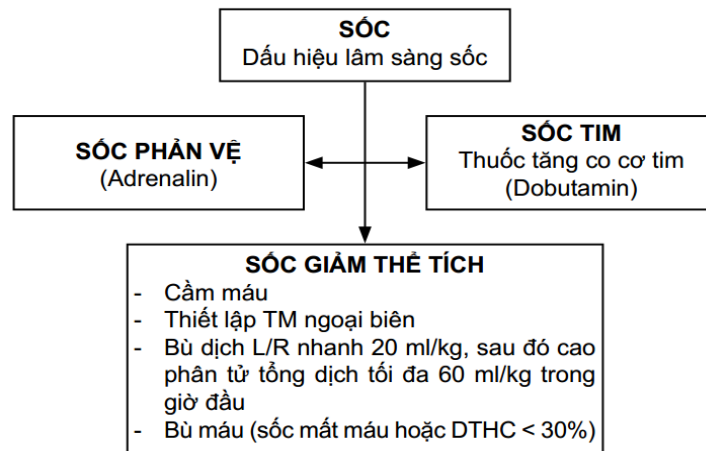 SỐC
Dấu hiệu lâm sàng sốc
SỐC PHẢN VỆ
(Adrenalin)
SỐC TIM
Thuốc tăng co cơ tim
(Dobutamin)
SỐC GIẢM THỂ TÍCH
- Cầm máu
- Thiết lập TM ngoại biên
- Bù dịch L/R nhanh 20 ml/kg, sau đó cao
phân tử tổng dịch tối đa 60 ml/kg trong
giờ đầu
- Bù máu (sốc mất máu hoặc DTHC < 30%)